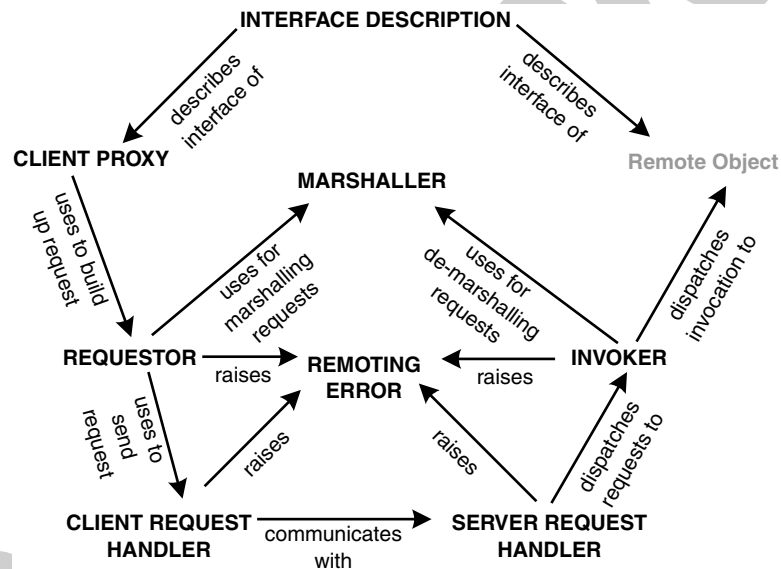 INTERFACE DESCRIPTION
describes
interface of
describes
interface of
CLIENT PROXY
MARSHALLER
Remote Object
uses to build
up request
uses for
marshalling
requests
uses for
de-marshalling
requests
dispatches
invocation to
REQUESTOR
raises
REMOTING
ERROR
raises
INVOKER
uses to
send
request
raises
raises
dispatches
requests to
CLIENT REQUEST
HANDLER
communicates
with
SERVER REQUEST
HANDLER